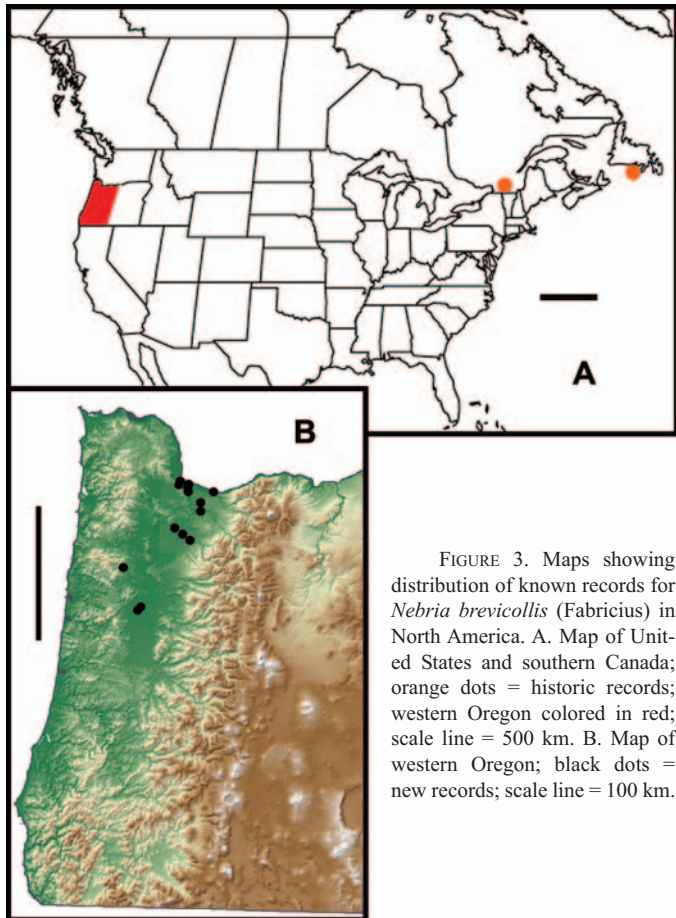 A
B
FIGURE 3. Maps showing
distribution of known records for
Nebria brevicollis (Fabricius) in
North America. A. Map of Unit-
ed States and southern Canada;
orange dots = historic records;
western Oregon colored in red;
scale line = 500 km. B. Map of
western Oregon; black dots =
new records; scale line = 100 km.